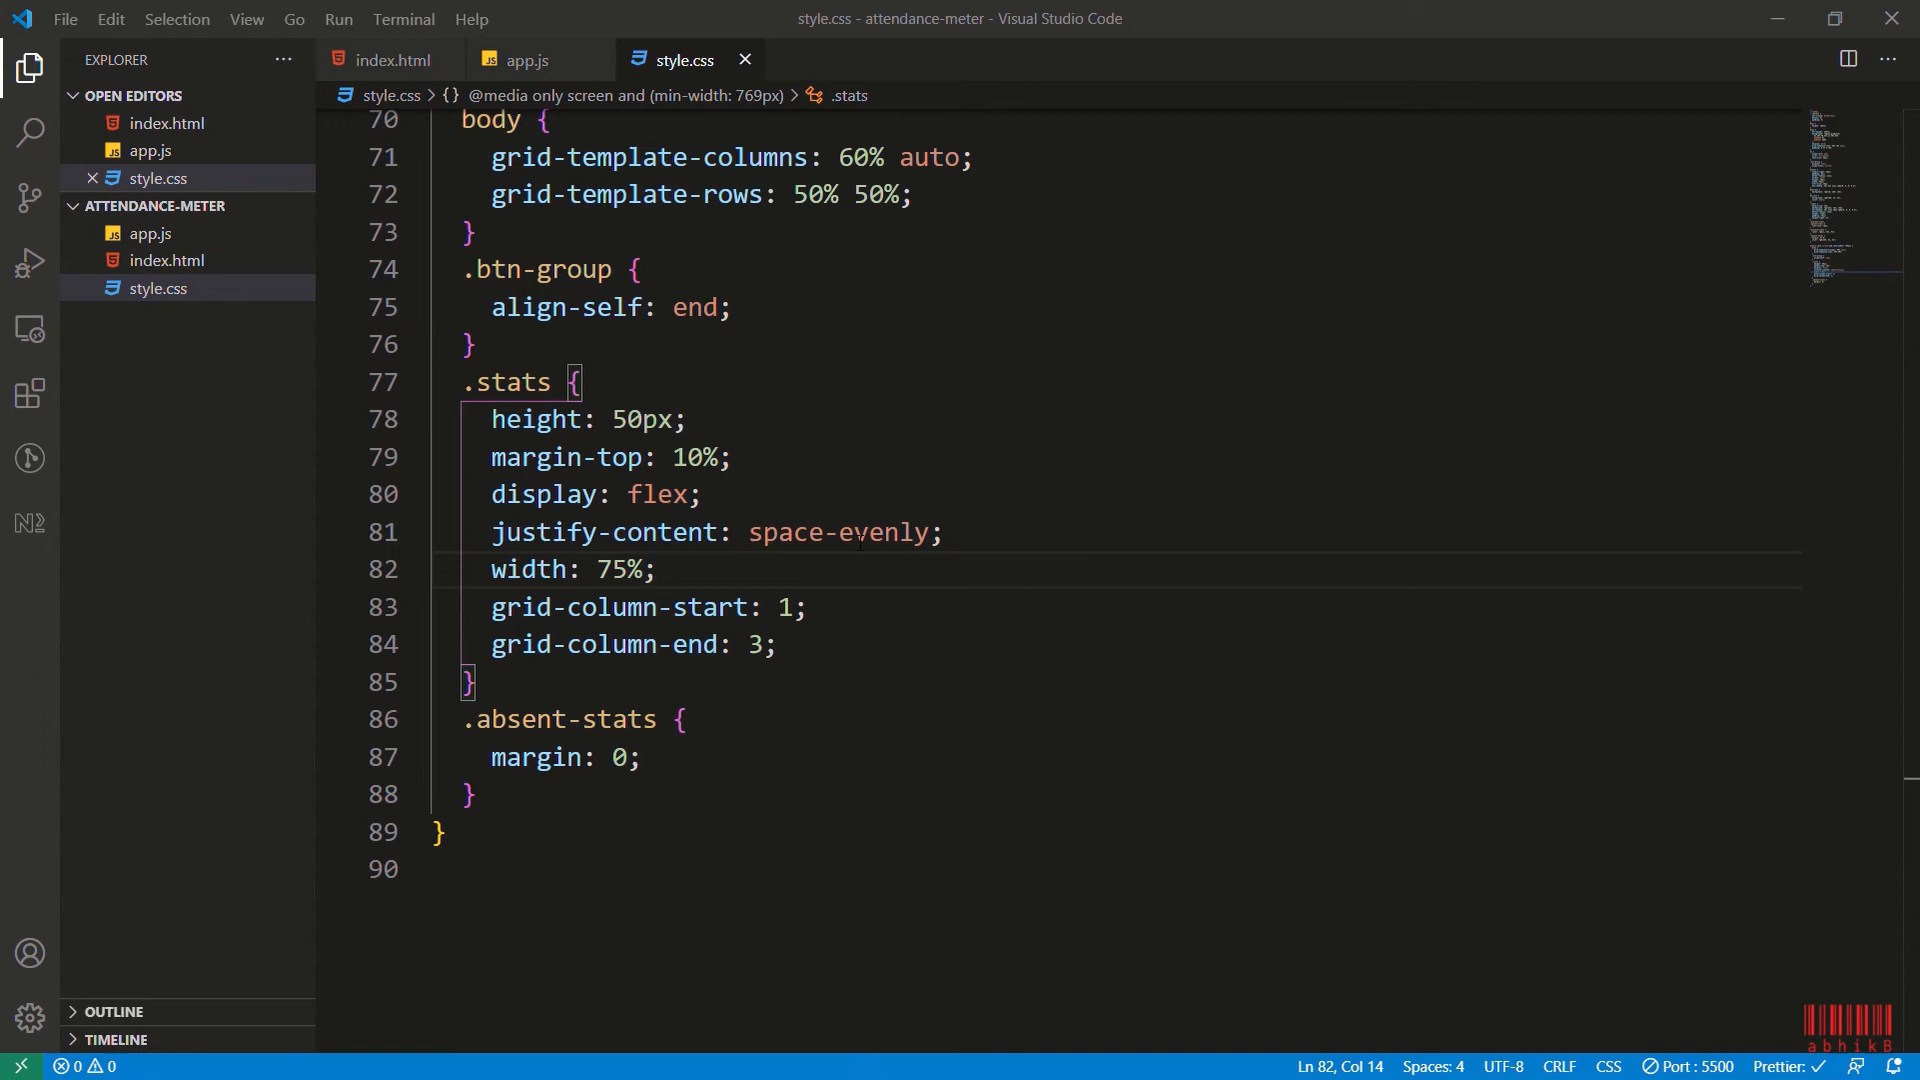 File Edit Selection View Go Run Terminal Help
style.css - attendance-meter - Visual Studio Code
EXPLORER
index.html
app.js
style.css
OPEN EDITORS
index.html
app.js
style.css
ATTENDANCE-METER
app.js
index.html
style.css
OUTLINE
TIMELINE
style.css > {} @media only screen and (min-width: 769px) > .stats
70 body {
71 grid-template-columns: 60% auto;
72 grid-template-rows: 50% 50%;
73 }
74 .btn-group {
75 align-self: end;
76 }
77 .stats {
78 height: 50px;
79 margin-top: 10%;
80 display: flex;
81 justify-content: space-evenly;
82 width: 75%;
83 grid-column-start: 1;
84 grid-column-end: 3;
85 }
86 .absent-stats {
87 margin: 0;
88 }
89 }
90
abhikB
0 0 Ln 82, Col 14 Spaces: 4 UTF-8 CRLF CSS Port : 5500 Prettier: ✓